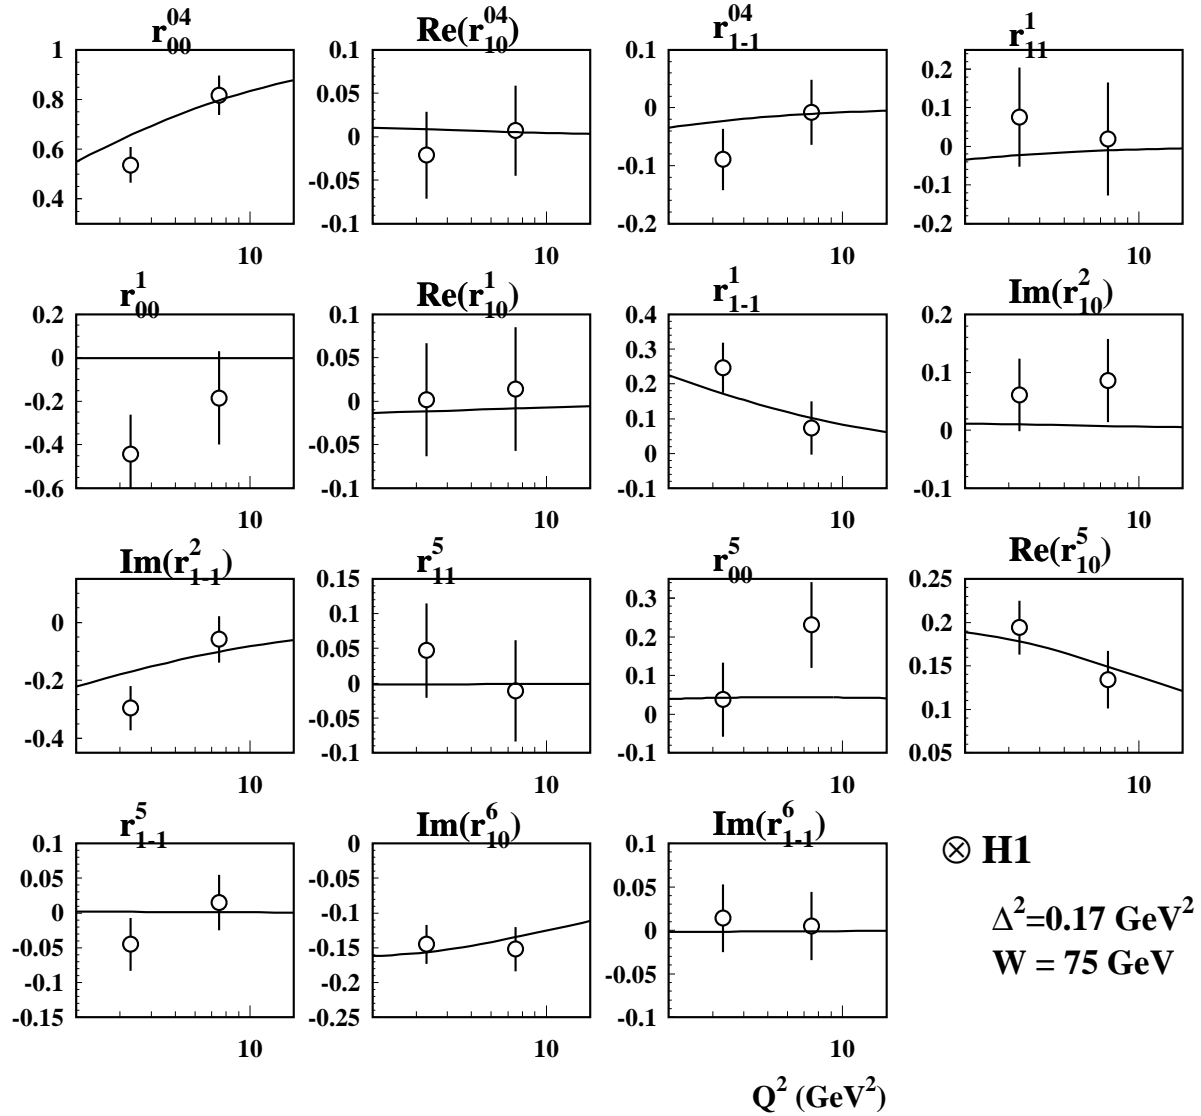 r^{04}_{00} Re(r^{04}_{10}) r^{04}_{1-1} r^{1}_{11}
1 0.1 0.1 0.2
0.8 0.05 0 0.1
0.6 0 -0.1 0
0.4 -0.05 -0.2 -0.1
-0.1 -0.2
10 10 10 10
r^{1}_{00} Re(r^{1}_{10}) r^{1}_{1-1} Im(r^{2}_{10})
0.2 0.1 0.4 0.2
0 0.05 0.3 0.1
-0.2 0 0.2 0
-0.4 -0.05 0.1 -0.1
-0.6 -0.1 0
-0.1
10 10 10 10
Im(r^{2}_{1-1}) r^{5}_{11} r^{5}_{00} Re(r^{5}_{10})
0 0.15 0.3 0.25
-0.2 0.1 0.2 0.2
-0.4 0.05 0.1 0.15
0 0 0.1
-0.05 -0.1 0.05
-0.1
10 10 10 10
r^{5}_{1-1} Im(r^{6}_{10}) Im(r^{6}_{1-1})
0.1 0 0.1
0.05 -0.05 0.05
0 -0.1 0
-0.05 -0.15 -0.05
-0.1 -0.2 -0.1
-0.15 -0.25
10 10 10
⊗ H1
Δ^2=0.17 GeV^2
W = 75 GeV
Q^2 (GeV^2)